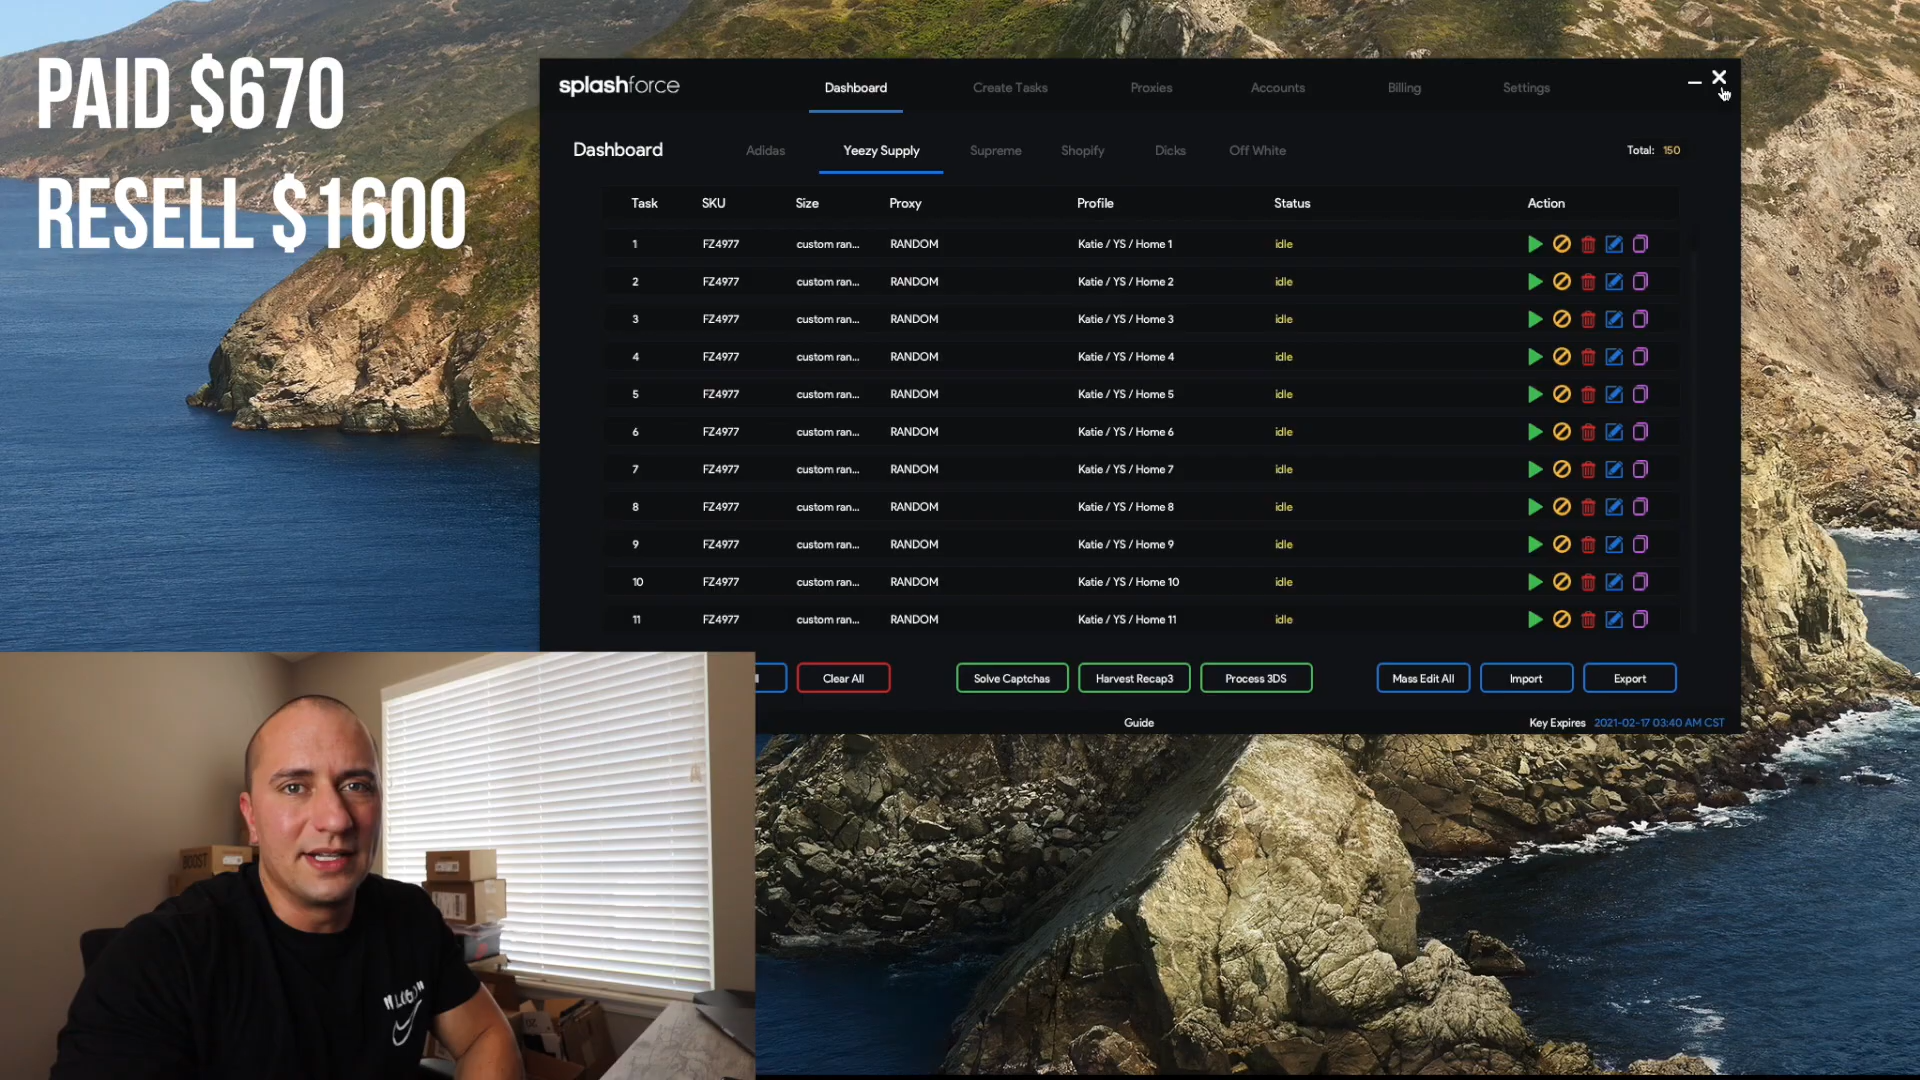 PAID $670
RESELL $1600
splashforce
Dashboard Create Tasks Proxies Accounts Billing Settings
Dashboard Adidas Yeezy Supply Supreme Shopify Dicks Off White Total: 150
Task SKU Size Proxy Profile Status Action
1 FZ4977 custom ran... RANDOM Katie / YS / Home 1 idle
2 FZ4977 custom ran... RANDOM Katie / YS / Home 2 idle
3 FZ4977 custom ran... RANDOM Katie / YS / Home 3 idle
4 FZ4977 custom ran... RANDOM Katie / YS / Home 4 idle
5 FZ4977 custom ran... RANDOM Katie / YS / Home 5 idle
6 FZ4977 custom ran... RANDOM Katie / YS / Home 6 idle
7 FZ4977 custom ran... RANDOM Katie / YS / Home 7 idle
8 FZ4977 custom ran... RANDOM Katie / YS / Home 8 idle
9 FZ4977 custom ran... RANDOM Katie / YS / Home 9 idle
10 FZ4977 custom ran... RANDOM Katie / YS / Home 10 idle
11 FZ4977 custom ran... RANDOM Katie / YS / Home 11 idle
Clear All Solve Captchas Harvest Recap3 Process 3DS Mass Edit All Import Export
Guide Key Expires 2021-02-17 03:40 AM CST
BOOST
"LOGO"